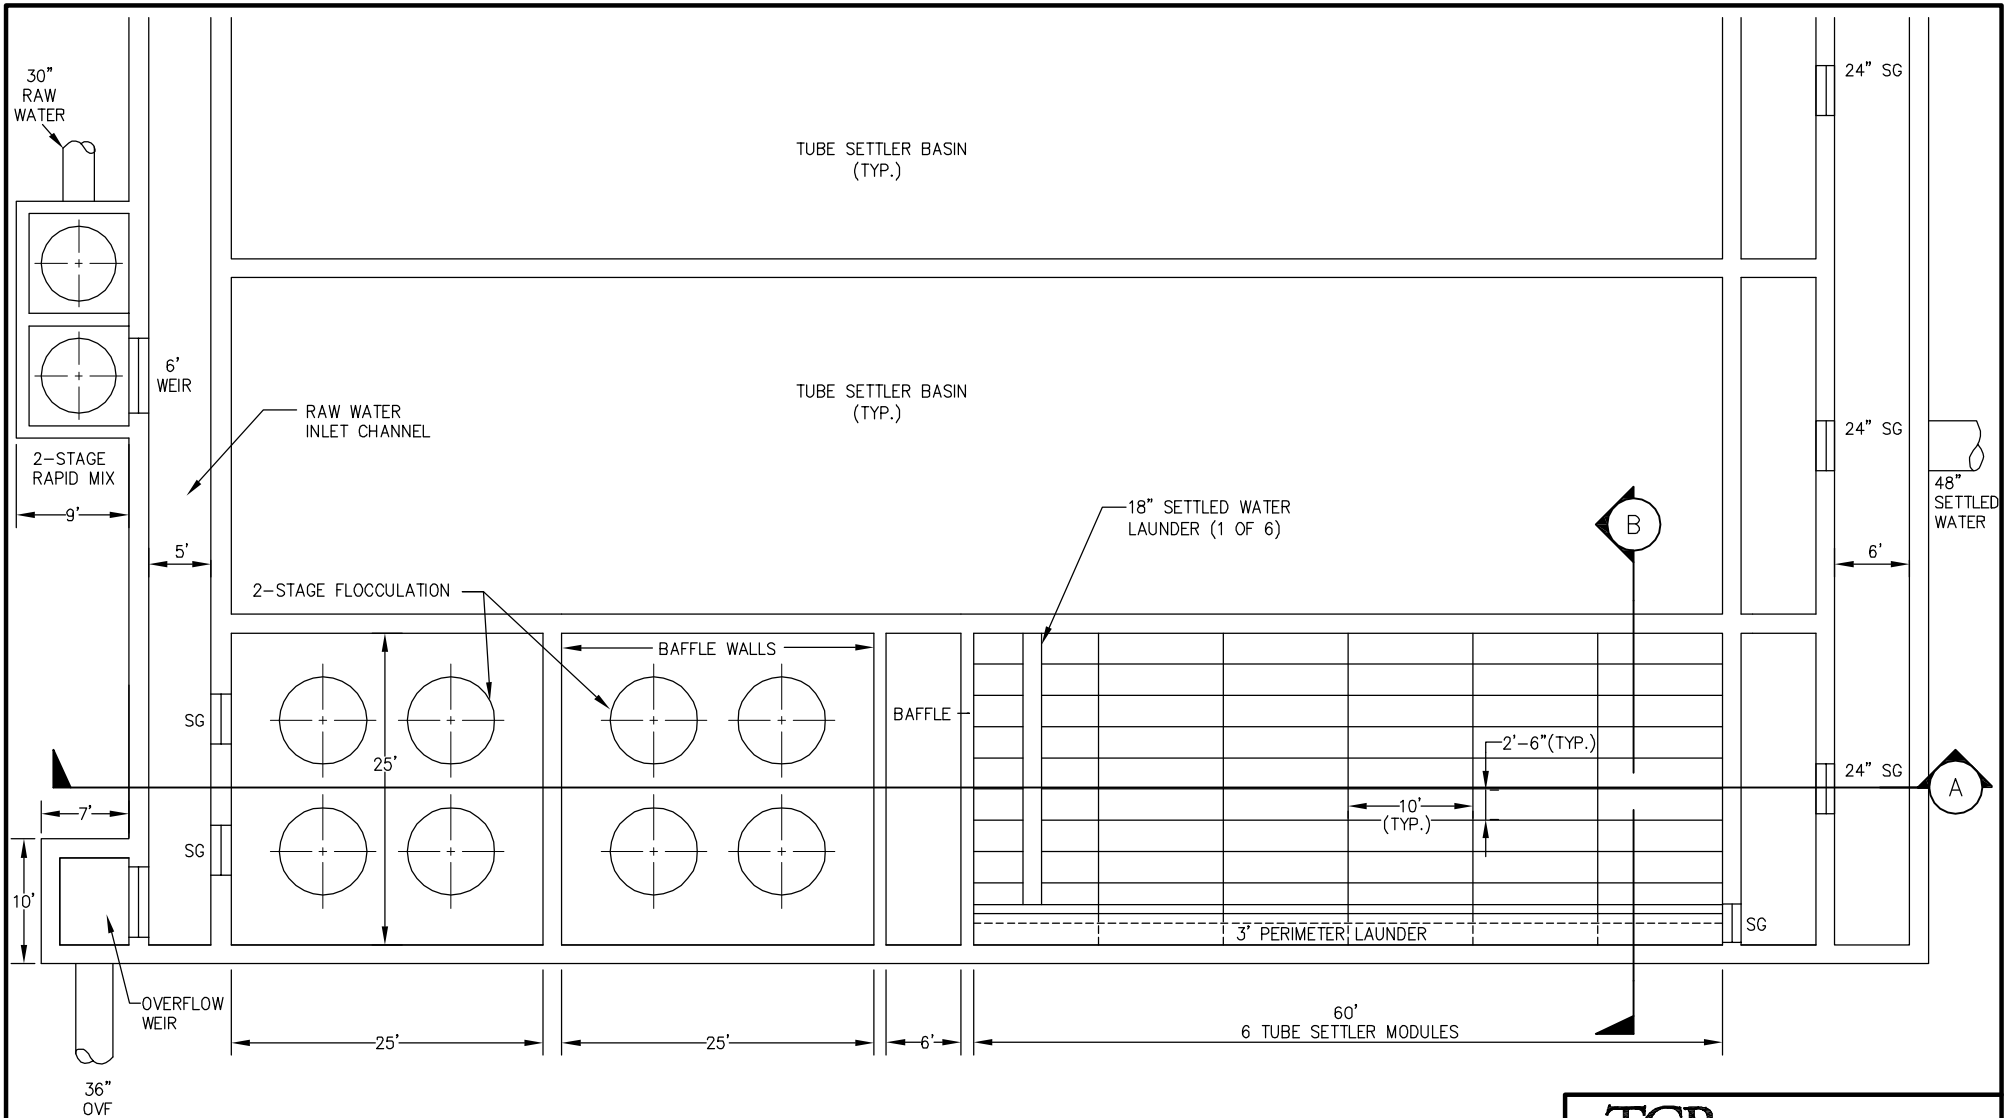 30"
RAW
WATER
24" SG
TUBE SETTLER BASIN
(TYP.)
6'
WEIR
TUBE SETTLER BASIN
(TYP.)
RAW WATER
INLET CHANNEL
24" SG
2-STAGE
RAPID MIX
9'
48"
SETTLED
WATER
18" SETTLED WATER
LAUNDER (1 OF 6)
B
5'
6'
2-STAGE FLOCCULATION
BAFFLE WALLS
SG
BAFFLE
25'
2'-6"(TYP.)
24" SG
A
7'
10'
(TYP.)
SG
10'
3' PERIMETER LAUNDER
SG
OVERFLOW
WEIR
25'
25'
6'
60'
6 TUBE SETTLER MODULES
36"
OVF
TCB